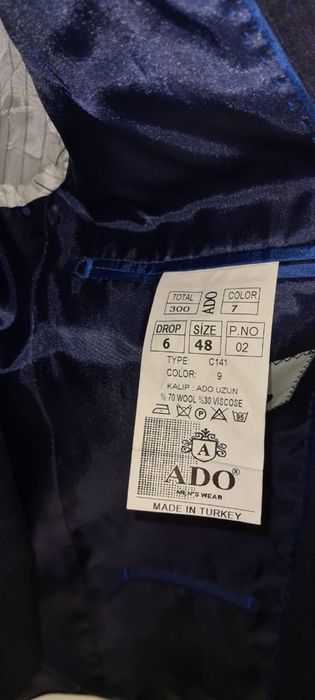 TOTAL
300
ADO
COLOR
7
DROP
6
SIZE
48
P.NO
02
TYPE: C141
COLOR: 9
KALIP : ADO UZUN
% 70 WOOL %30 VISCOSE
P
A
ADO®
MEN'S WEAR
MADE IN TURKEY